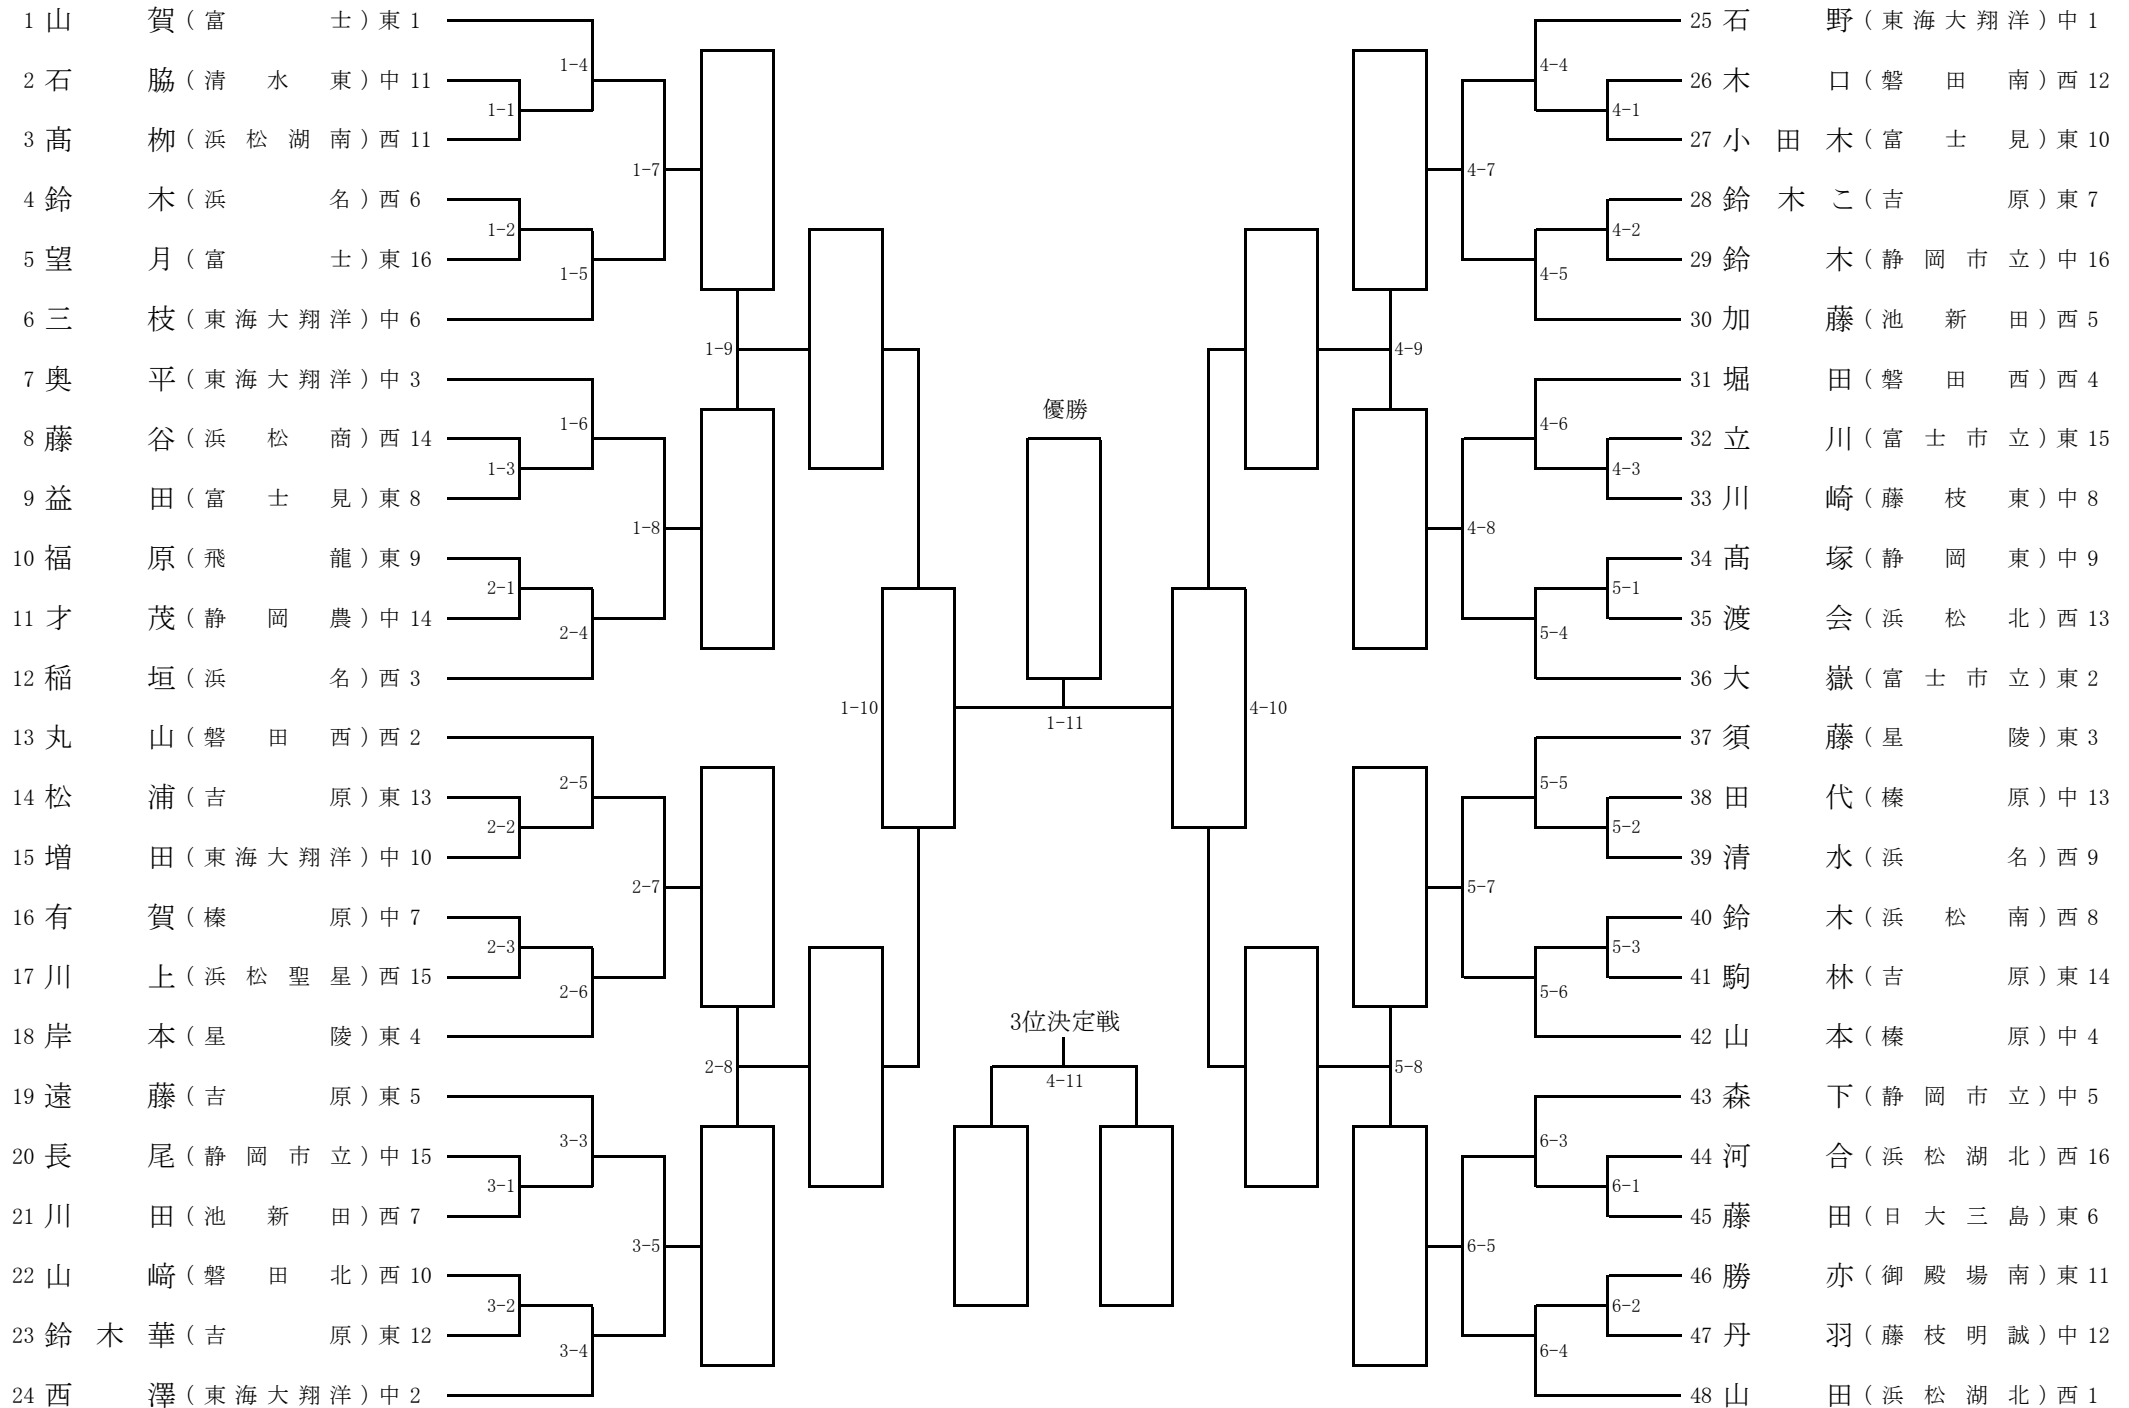 1 山賀（富士）東 1
1-4
2 石脇（清水東）中 11
1-1
3 髙栁（浜松湖南）西 11
1-7
4 鈴木（浜名）西 6
1-2
5 望月（富士）東 16
1-5
6 三枝（東海大翔洋）中 6
1-9
7 奥平（東海大翔洋）中 3
1-6
8 藤谷（浜松商）西 14
1-3
9 益田（富士見）東 8
1-8
10 福原（飛龍）東 9
2-1
11 才茂（静岡農）中 14
2-4
12 稲垣（浜名）西 3
1-10
13 丸山（磐田西）西 2
2-5
14 松浦（吉原）東 13
2-2
15 増田（東海大翔洋）中 10
2-7
16 有賀（榛原）中 7
2-3
17 川上（浜松聖星）西 15
2-6
18 岸本（星陵）東 4
2-8
19 遠藤（吉原）東 5
3-3
20 長尾（静岡市立）中 15
3-1
21 川田（池新田）西 7
3-5
22 山﨑（磐田北）西 10
3-2
23 鈴木華（吉原）東 12
3-4
24 西澤（東海大翔洋）中 2
優勝
1-11
3位決定戦
4-11
25 石野（東海大翔洋）中 1
4-4
26 木口（磐田南）西 12
4-1
27 小田木（富士見）東 10
4-7
28 鈴木こ（吉原）東 7
4-2
29 鈴木（静岡市立）中 16
4-5
30 加藤（池新田）西 5
4-9
31 堀田（磐田西）西 4
4-6
32 立川（富士市立）東 15
4-3
33 川崎（藤枝東）中 8
4-8
34 髙塚（静岡東）中 9
5-1
35 渡会（浜松北）西 13
5-4
36 大嶽（富士市立）東 2
4-10
37 須藤（星陵）東 3
5-5
38 田代（榛原）中 13
5-2
39 清水（浜名）西 9
5-7
40 鈴木（浜松南）西 8
5-3
41 駒林（吉原）東 14
5-6
42 山本（榛原）中 4
5-8
43 森下（静岡市立）中 5
6-3
44 河合（浜松湖北）西 16
6-1
45 藤田（日大三島）東 6
6-5
46 勝亦（御殿場南）東 11
6-2
47 丹羽（藤枝明誠）中 12
6-4
48 山田（浜松湖北）西 1